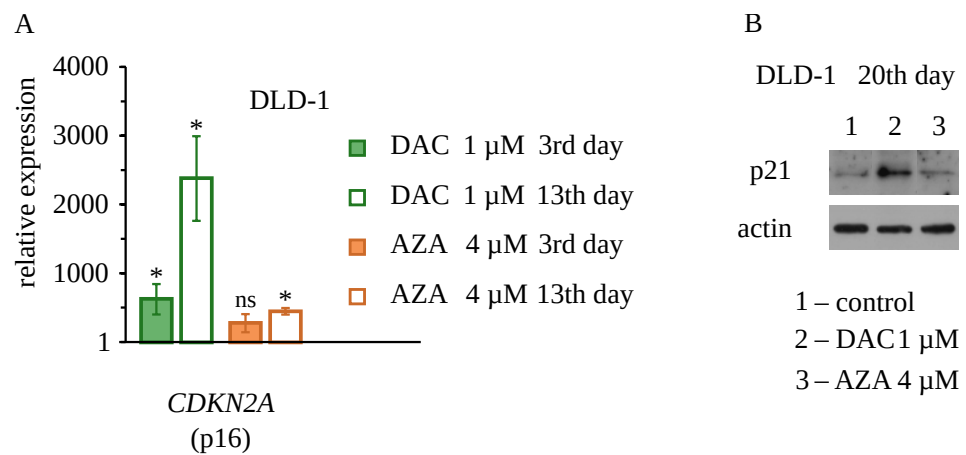 A
relative expression
4000
3000
2000
1000
1
DLD-1
*
*
ns
*
DAC 1 µM 3rd day
DAC 1 µM 13th day
AZA 4 µM 3rd day
AZA 4 µM 13th day
CDKN2A
(p16)
B
DLD-1 20th day
1 2 3
p21
actin
1 – control
2 – DAC 1 µM
3 – AZA 4 µM